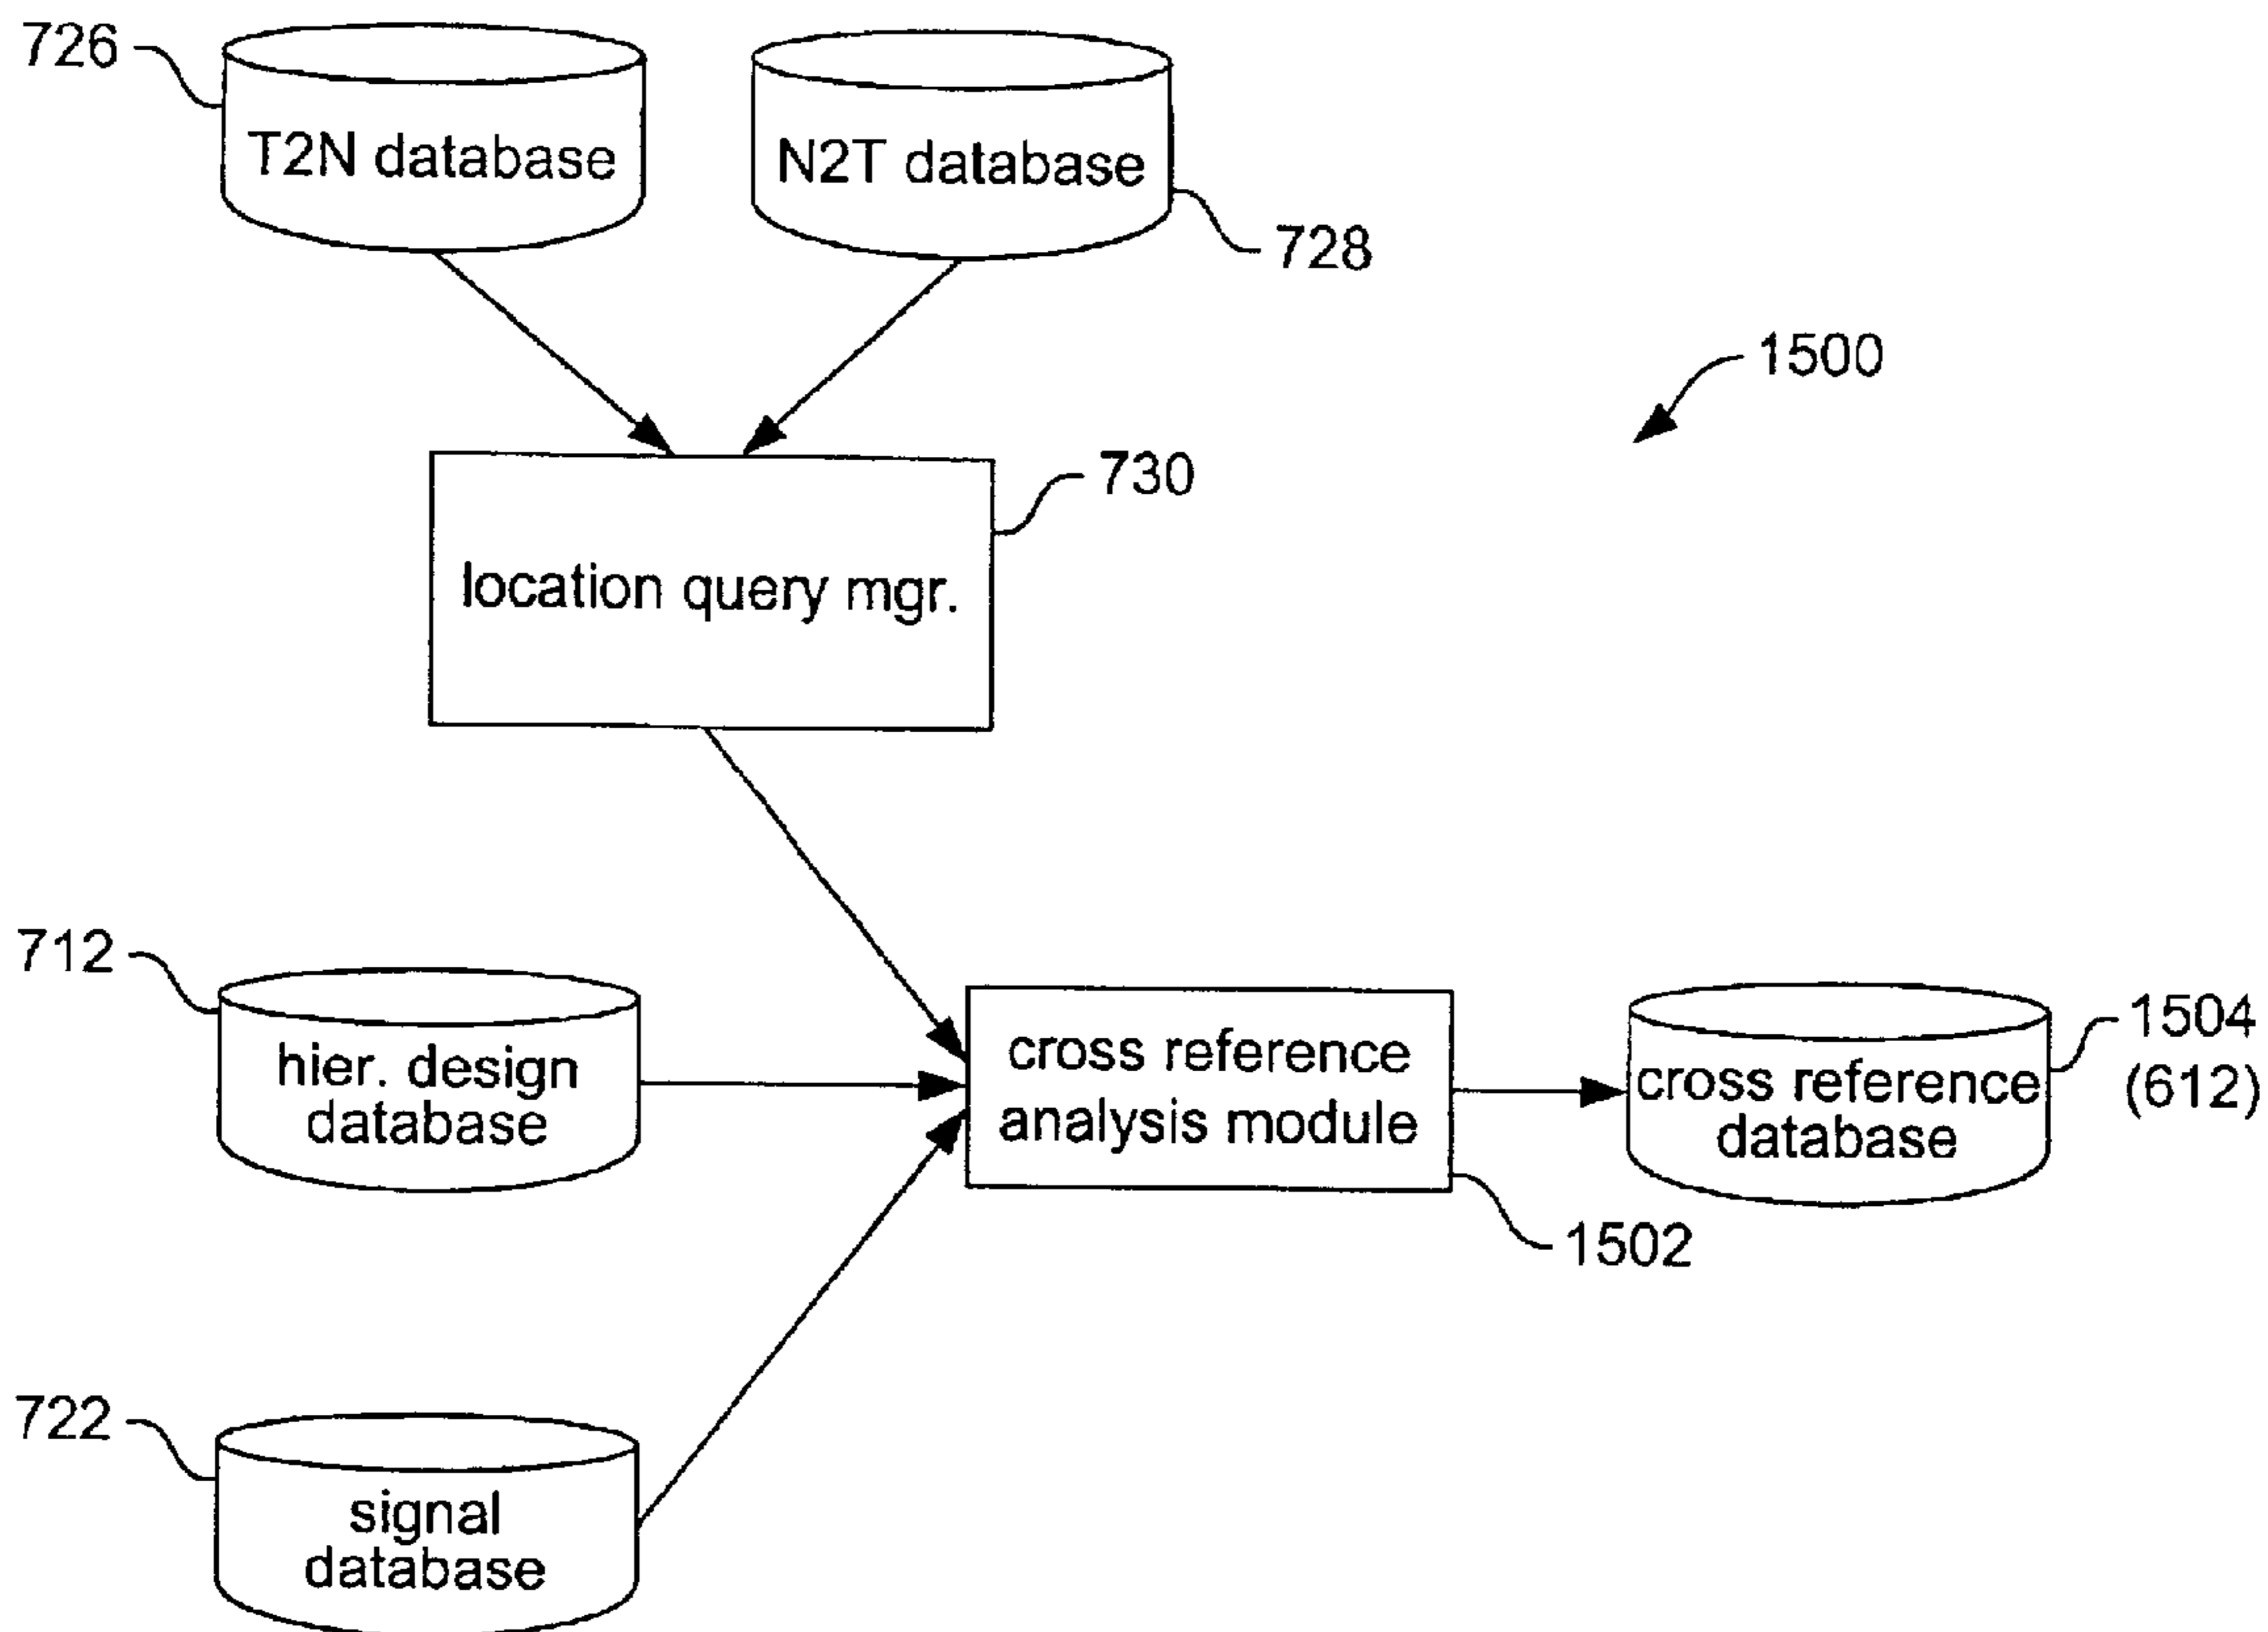 726
T2N database
N2T database
728
1500
730
location query mgr.
712
hier. design
database
cross reference
analysis module
1502
cross reference
database
1504
(612)
722
signal
database